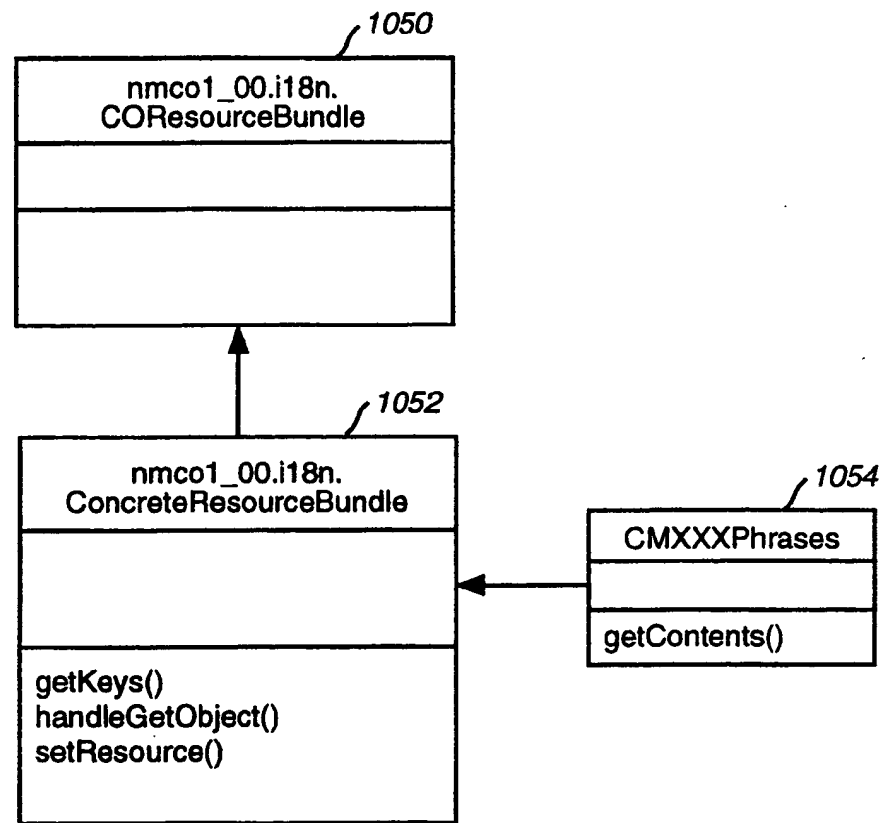 1050
nmco1_00.i18n.
COResourceBundle
1052
nmco1_00.i18n.
ConcreteResourceBundle
getKeys()
handleGetObject()
setResource()
1054
CMXXXPhrases
getContents()